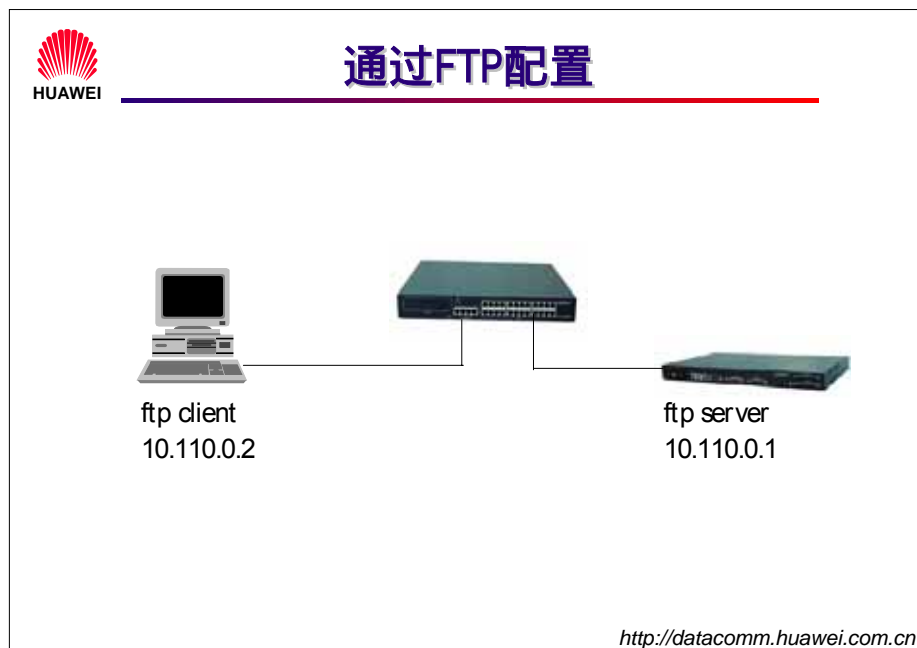 HUAWEI
通过FTP配置
ftp client
10.110.0.2
ftp server
10.110.0.1
http://datacomm.huawei.com.cn